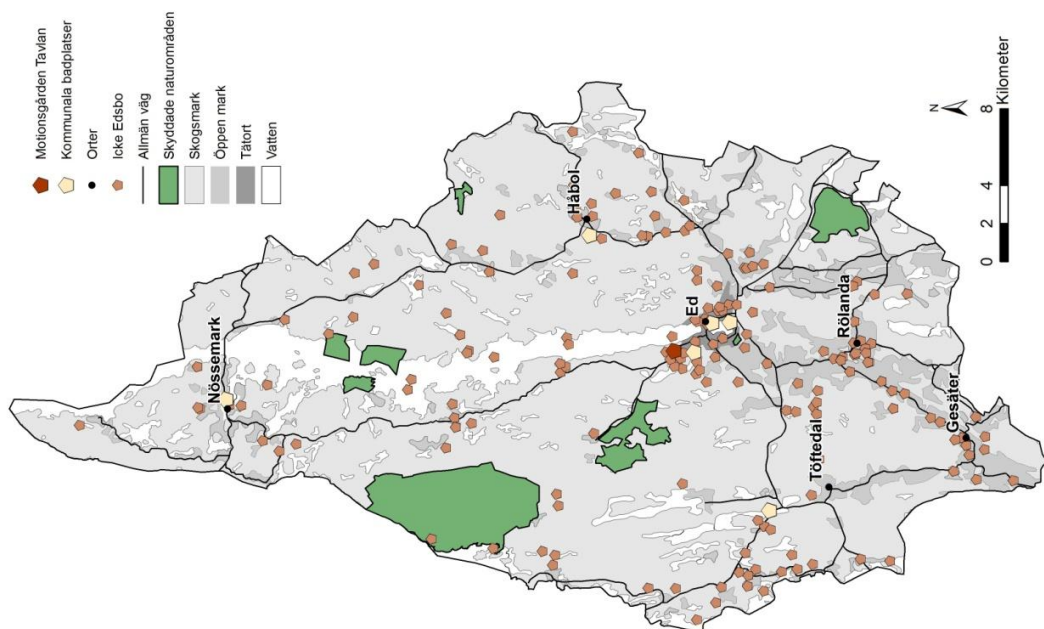 Motionsgården Tavlan
Kommunala badplatser
Orter
Icke Edsbo
Allmän väg
Skyddade naturområden
Skogsmark
Öppen mark
Tätort
Vatten
N
0 2 4 8
Kilometer
Nössemark
Håbol
Ed
Rölanda
Töftedal
Gesäter